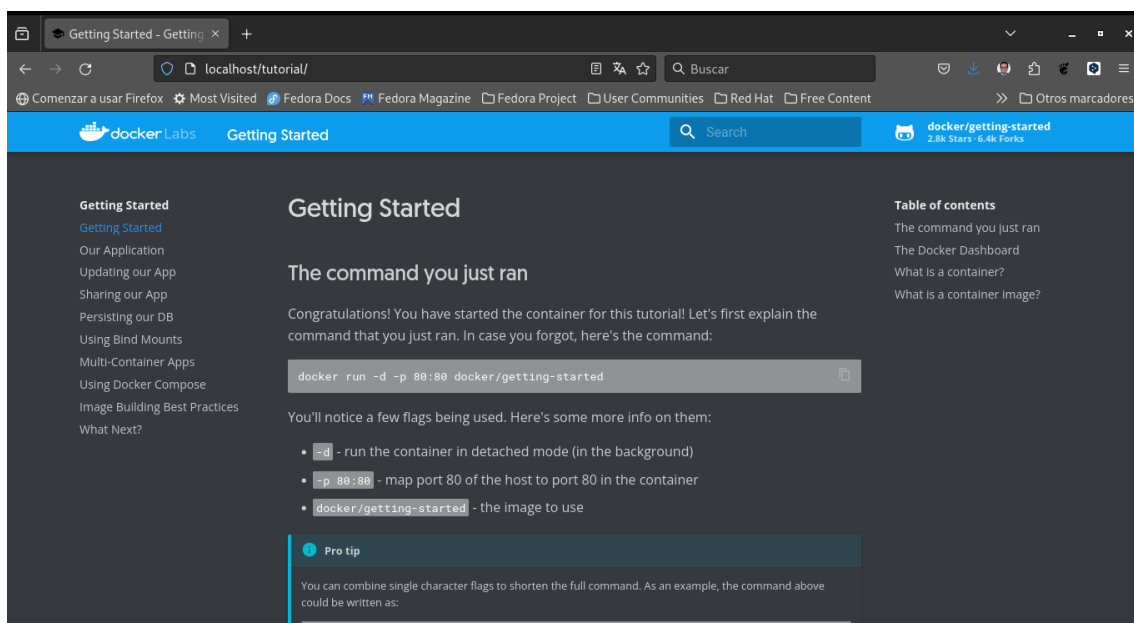 Getting Started - Getting
localhost/tutorial/
Buscar
Comenzar a usar Firefox Most Visited Fedora Docs Fedora Magazine Fedora Project User Communities Red Hat Free Content Otros marcadores
docker Labs Getting Started Search docker/getting-started
2.8k Stars · 6.4k Forks
Getting Started
Getting Started
Our Application
Updating our App
Sharing our App
Persisting our DB
Using Bind Mounts
Multi-Container Apps
Using Docker Compose
Image Building Best Practices
What Next?
Getting Started
The command you just ran
Congratulations! You have started the container for this tutorial! Let's first explain the
command that you just ran. In case you forgot, here's the command:
docker run -d -p 80:80 docker/getting-started
You'll notice a few flags being used. Here's some more info on them:
-d - run the container in detached mode (in the background)
-p 80:80 - map port 80 of the host to port 80 in the container
docker/getting-started - the image to use
Pro tip
You can combine single character flags to shorten the full command. As an example, the command above
could be written as:
Table of contents
The command you just ran
The Docker Dashboard
What is a container?
What is a container image?